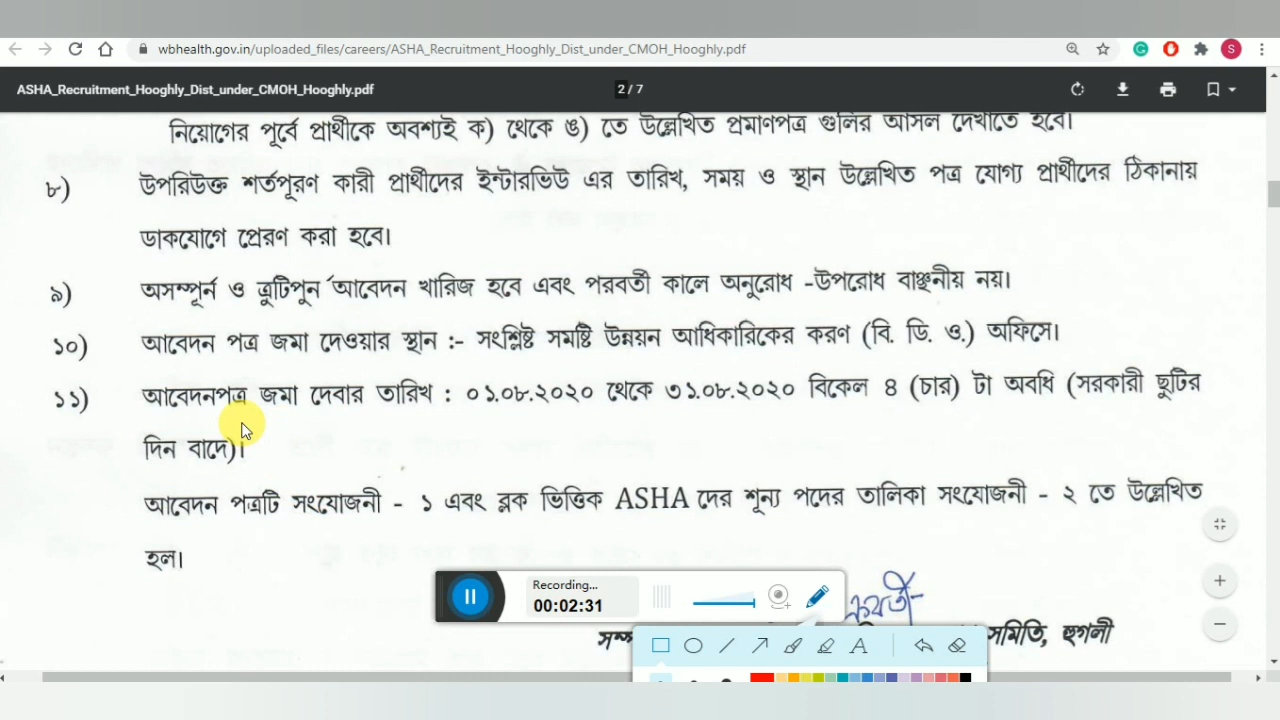 wbhealth.gov.in/uploaded_files/careers/ASHA_Recruitment_Hooghly_Dist_under_CMOH_Hooghly.pdf
S
ASHA_Recruitment_Hooghly_Dist_under_CMOH_Hooghly.pdf 2 / 7
নিয়োগের পূর্বে প্রার্থীকে অবশ্যই ক) থেকে ঙ) তে উল্লেখিত প্রমাণপত্র গুলির আসল দেখাতে হবে।
৮) উপরিউক্ত শর্তপূরণ কারী প্রার্থীদের ইন্টারভিউ এর তারিখ, সময় ও স্থান উল্লেখিত পত্র যোগ্য প্রার্থীদের ঠিকানায়
ডাকযোগে প্রেরণ করা হবে।
৯) অসম্পূর্ন ও ত্রুটিপুর্ন আবেদন খারিজ হবে এবং পরবর্তী কালে অনুরোধ -উপরোধ বাঞ্ছনীয় নয়।
১০) আবেদন পত্র জমা দেওয়ার স্থান :- সংশ্লিষ্ট সমষ্টি উন্নয়ন আধিকারিকের করণ (বি. ডি. ও.) অফিসে।
১১) আবেদনপত্র জমা দেবার তারিখ : ০১.০৮.২০২০ থেকে ৩১.০৮.২০২০ বিকেল ৪ (চার) টা অবধি (সরকারী ছুটির
দিন বাদে)।
আবেদন পত্রটি সংযোজনী - ১ এবং ব্লক ভিত্তিক ASHA দের শূন্য পদের তালিকা সংযোজনী - ২ তে উল্লেখিত
হল।
Recording...
00:02:31
সমিতি, হুগলী
A